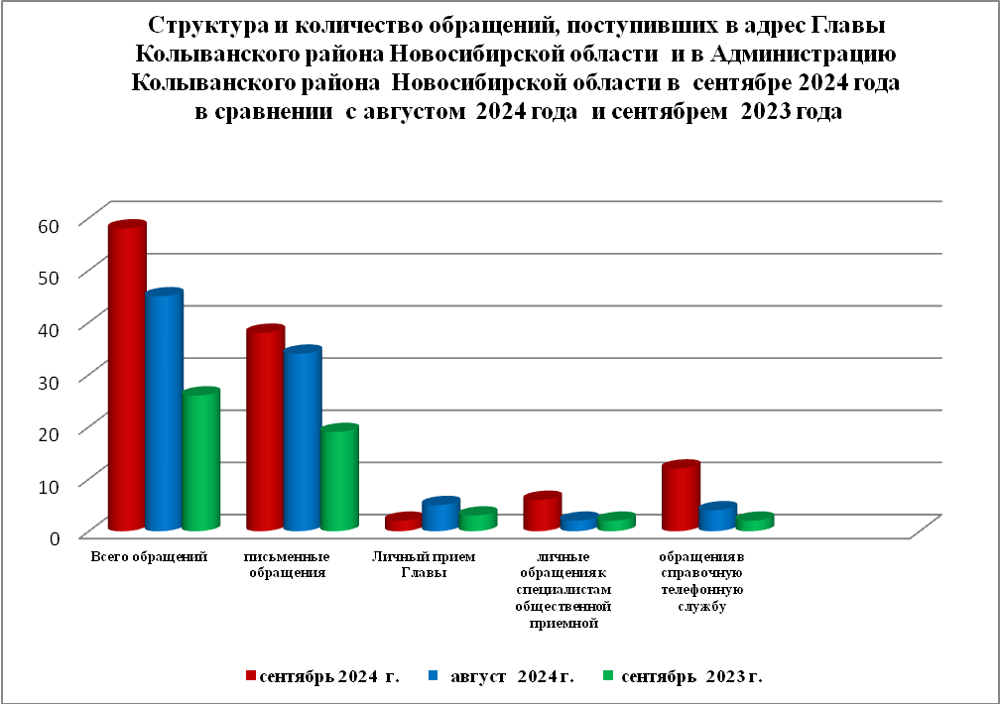 Структура и количество обращений, поступивших в адрес Главы
Колыванского района Новосибирской области и в Администрацию
Колыванского района Новосибирской области в сентябре 2024 года
в сравнении с августом 2024 года и сентябрем 2023 года
60
50
40
30
20
10
0
Всего обращений
письменные
обращения
Личный прием
Главы
личные
обращения к
специалистам
общественной
приемной
обращения в
справочную
телефонную
службу
сентябрь 2024 г.
август 2024 г.
сентябрь 2023 г.